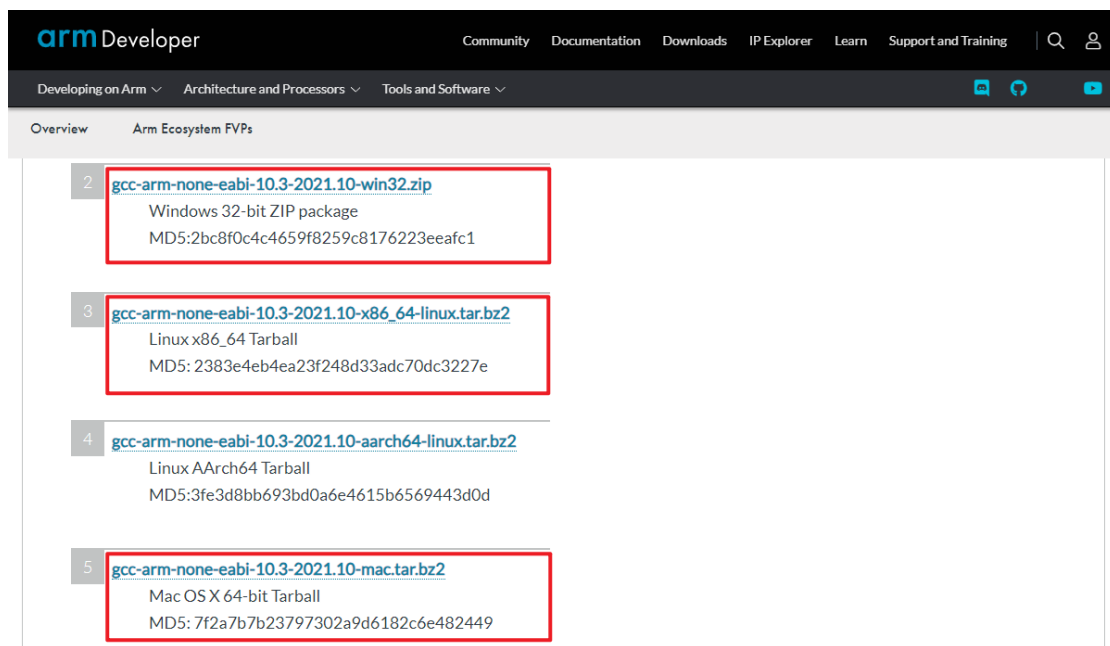 arm Developer
Community Documentation Downloads IP Explorer Learn Support and Training
Developing on Arm Architecture and Processors Tools and Software
Overview Arm Ecosystem FVPs
2 gcc-arm-none-eabi-10.3-2021.10-win32.zip
Windows 32-bit ZIP package
MD5:2bc8f0c4c4659f8259c8176223eeafc1
3 gcc-arm-none-eabi-10.3-2021.10-x86_64-linux.tar.bz2
Linux x86_64 Tarball
MD5: 2383e4eb4ea23f248d33adc70dc3227e
4 gcc-arm-none-eabi-10.3-2021.10-aarch64-linux.tar.bz2
Linux AArch64 Tarball
MD5:3fe3d8bb693bd0a6e4615b6569443d0d
5 gcc-arm-none-eabi-10.3-2021.10-mac.tar.bz2
Mac OS X 64-bit Tarball
MD5: 7f2a7b7b23797302a9d6182c6e482449